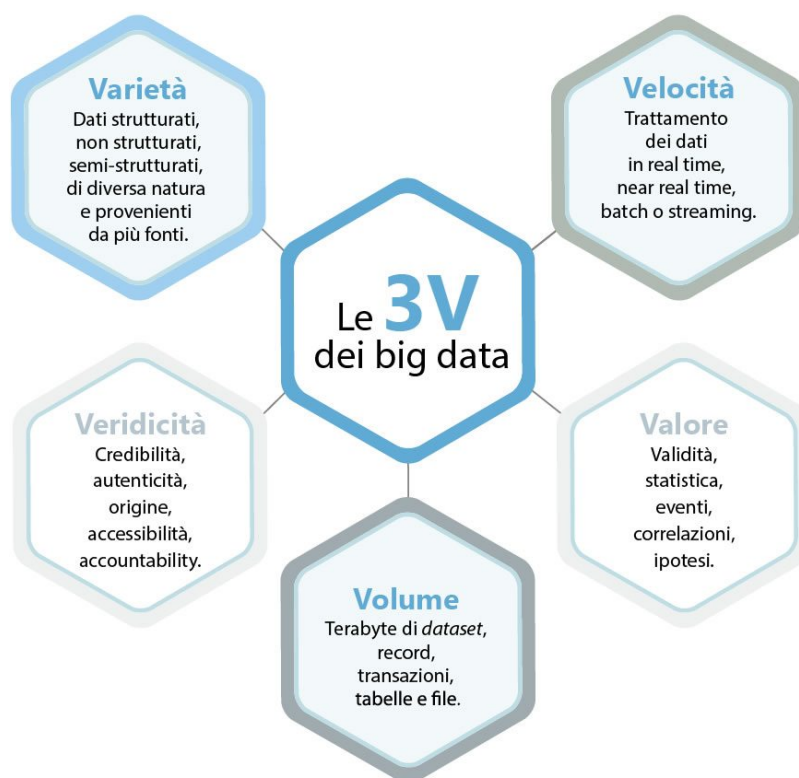 Varietà
Dati strutturati,
non strutturati,
semi-strutturati,
di diversa natura
e provenienti
da più fonti.
Velocità
Trattamento
dei dati
in real time,
near real time,
batch o streaming.
Le 3V
dei big data
Veridicità
Credibilità,
autenticità,
origine,
accessibilità,
accountability.
Valore
Validità,
statistica,
eventi,
correlazioni,
ipotesi.
Volume
Terabyte di dataset,
record,
transazioni,
tabelle e file.